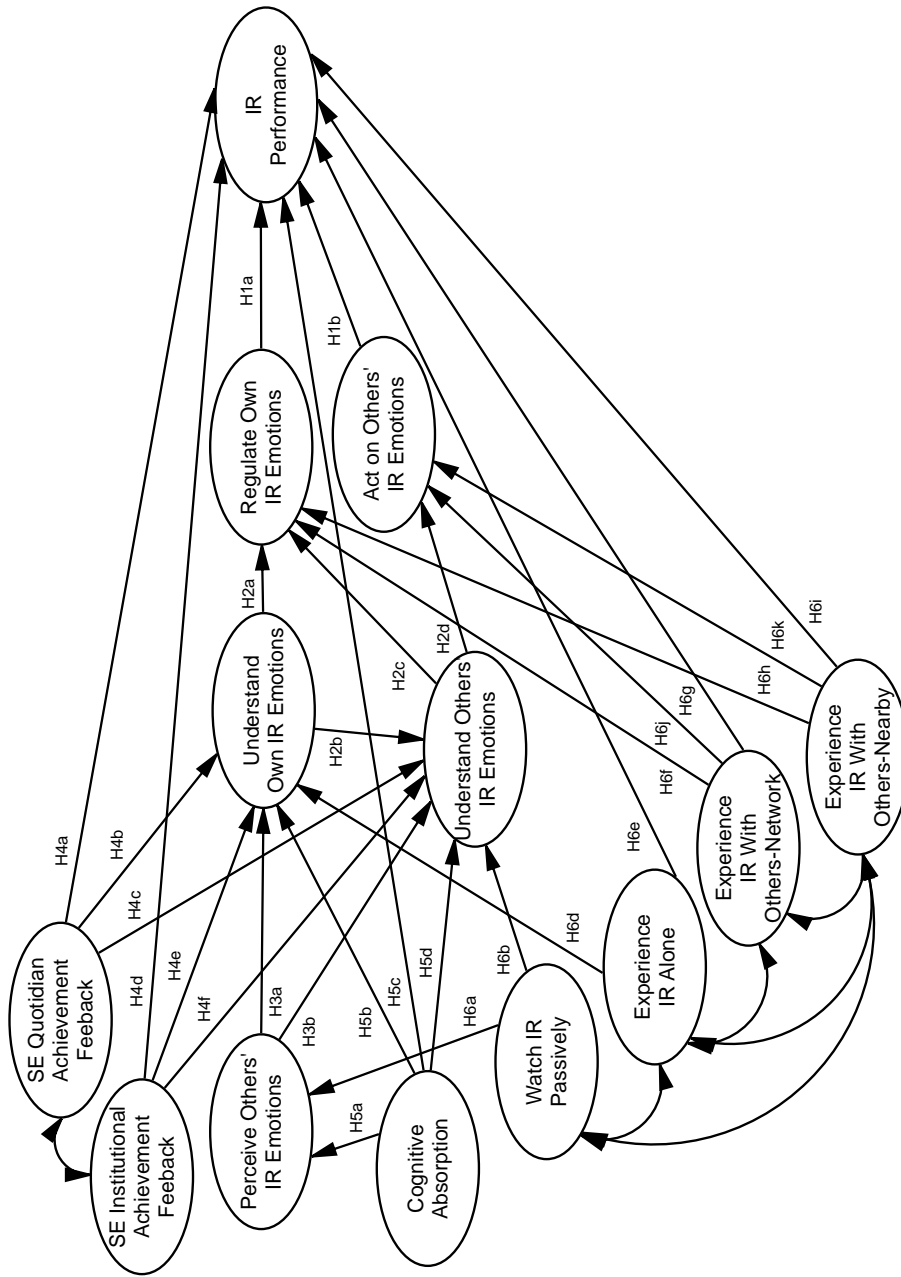 SE Quotidian
Achievement
Feeback
SE Institutional
Achievement
Feeback
Perceive Others'
IR Emotions
Cognitive
Absorption
Watch IR
Passively
Experience
IR Alone
Experience
IR With
Others-Network
Experience
IR With
Others-Nearby
Understand
Own IR Emotions
Understand Others
IR Emotions
Regulate Own
IR Emotions
Act on Others'
IR Emotions
IR
Performance
H4a
H4b
H4c
H4d
H4e
H4f
H3a
H3b
H5a
H5b
H5c
H5d
H6a
H6b
H6d
H6e
H6f
H6j
H6g
H6h
H6k
H6i
H2a
H2b
H2c
H2d
H1a
H1b